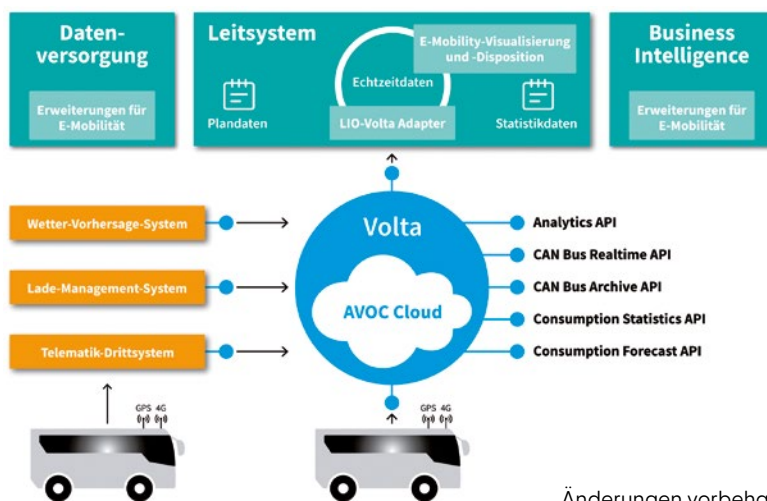 Daten-
versorgung
Erweiterungen für
E-Mobilität
Leitsystem
E-Mobility-Visualisierung
und -Disposition
Echtzeitdaten
Plandaten
LIO-Volta Adapter
Statistikdaten
Business
Intelligence
Erweiterungen für
E-Mobilität
Wetter-Vorhersage-System
Lade-Management-System
Telematik-Drittsystem
Volta
AVOC Cloud
Analytics API
CAN Bus Realtime API
CAN Bus Archive API
Consumption Statistics API
Consumption Forecast API
GPS 4G
GPS 4G
Änderungen vorbeha